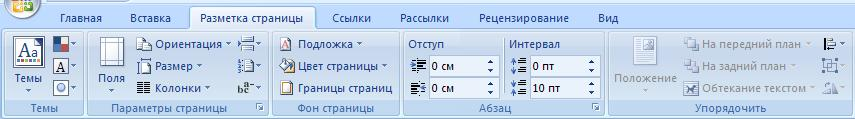 Главная Вставка Разметка страницы Ссылки Рассылки Рецензирование Вид
Aa
Темы
A
Темы
Поля
Ориентация
Размер
Колонки
bc
Параметры страницы
Подложка
Цвет страницы
Границы страниц
Фон страницы
Отступ
0 см
0 см
Интервал
0 пт
10 пт
Абзац
Положение
На передний план
На задний план
Обтекание текстом
Упорядочить